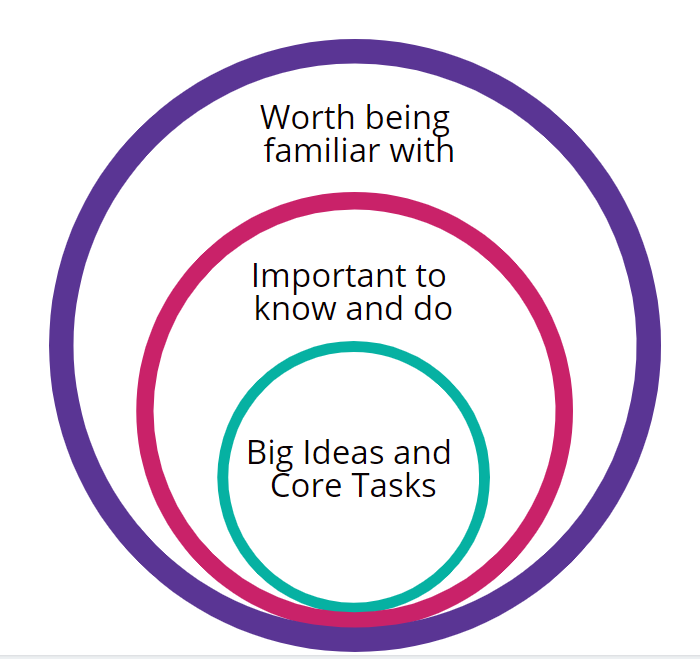 Worth being
familiar with
Important to
know and do
Big Ideas and
Core Tasks